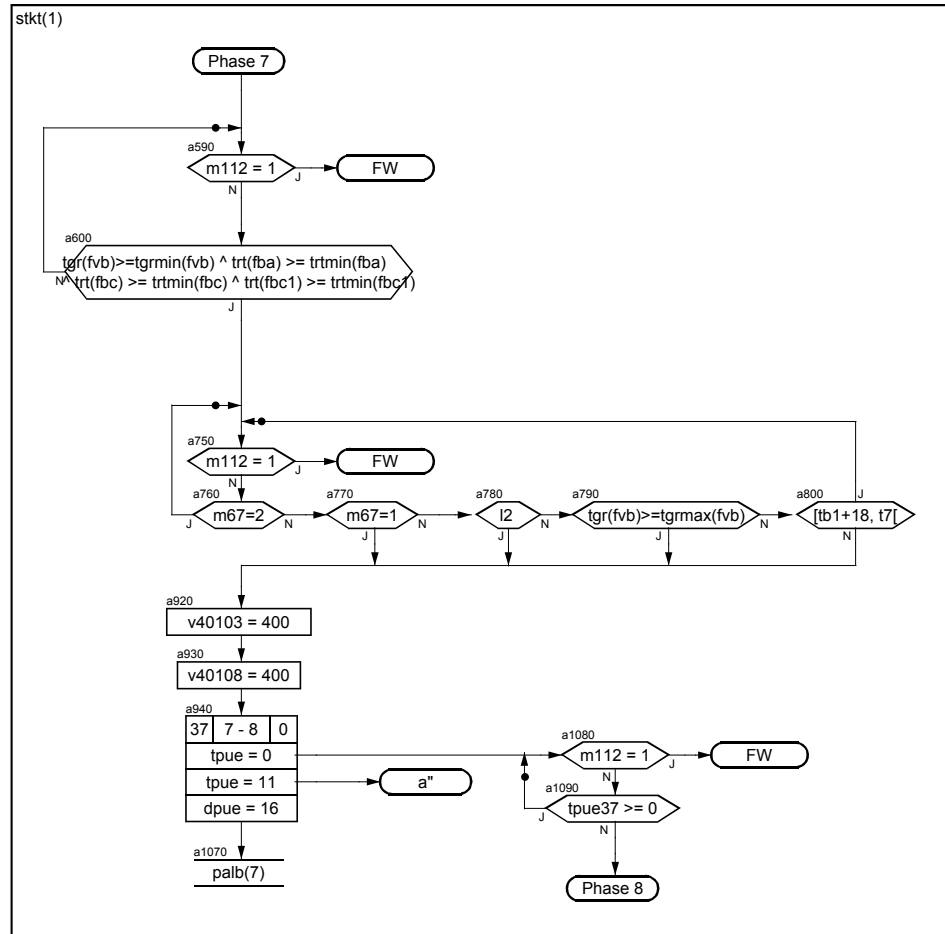 stkt(1)
Phase 7
a590
m112 = 1
J
FW
N
a600
tgr(fvb)>=tgrmin(fvb) ^ trt(fba) >= trtmin(fba)
^ trt(fbc) >= trtmin(fbc) ^ trt(fbc1) >= trtmin(fbc1)
N
J
a750
m112 = 1
J
FW
N
a760
m67=2
J
N
a770
m67=1
N
J
a780
l2
N
J
a790
tgr(fvb)>=tgrmax(fvb)
N
J
a800
J
[tb1+18, t7[
N
a920
v40103 = 400
a930
v40108 = 400
a940
37 7 - 8 0
tpue = 0
tpue = 11
a"
dpue = 16
a1070
palb(7)
a1080
m112 = 1
J
FW
N
a1090
tpue37 >= 0
J
N
Phase 8